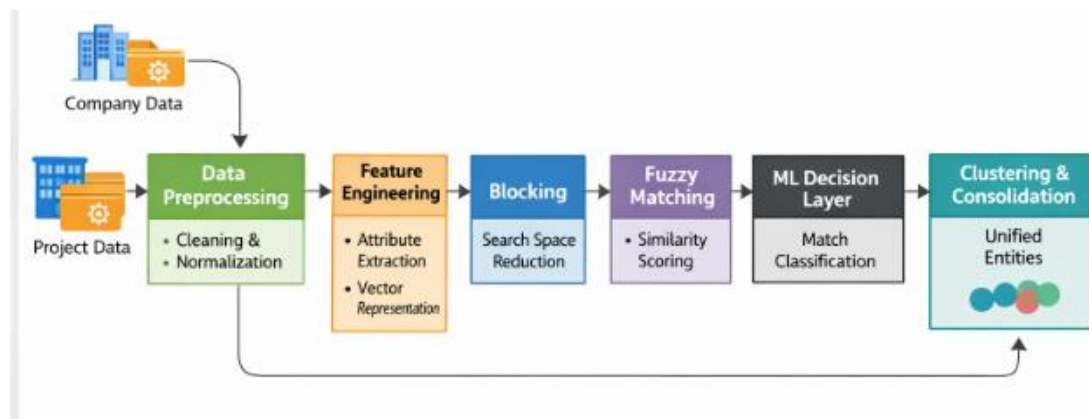 Company Data
Project Data
Data
Preprocessing
• Cleaning &
• Normalization
Feature
Engineering
• Attribute
Extraction
• Vector
Representation
Blocking
Search Space
Reduction
Fuzzy
Matching
• Similarity
Scoring
ML Decision
Layer
Match
Classification
Clustering &
Consolidation
Unified
Entities